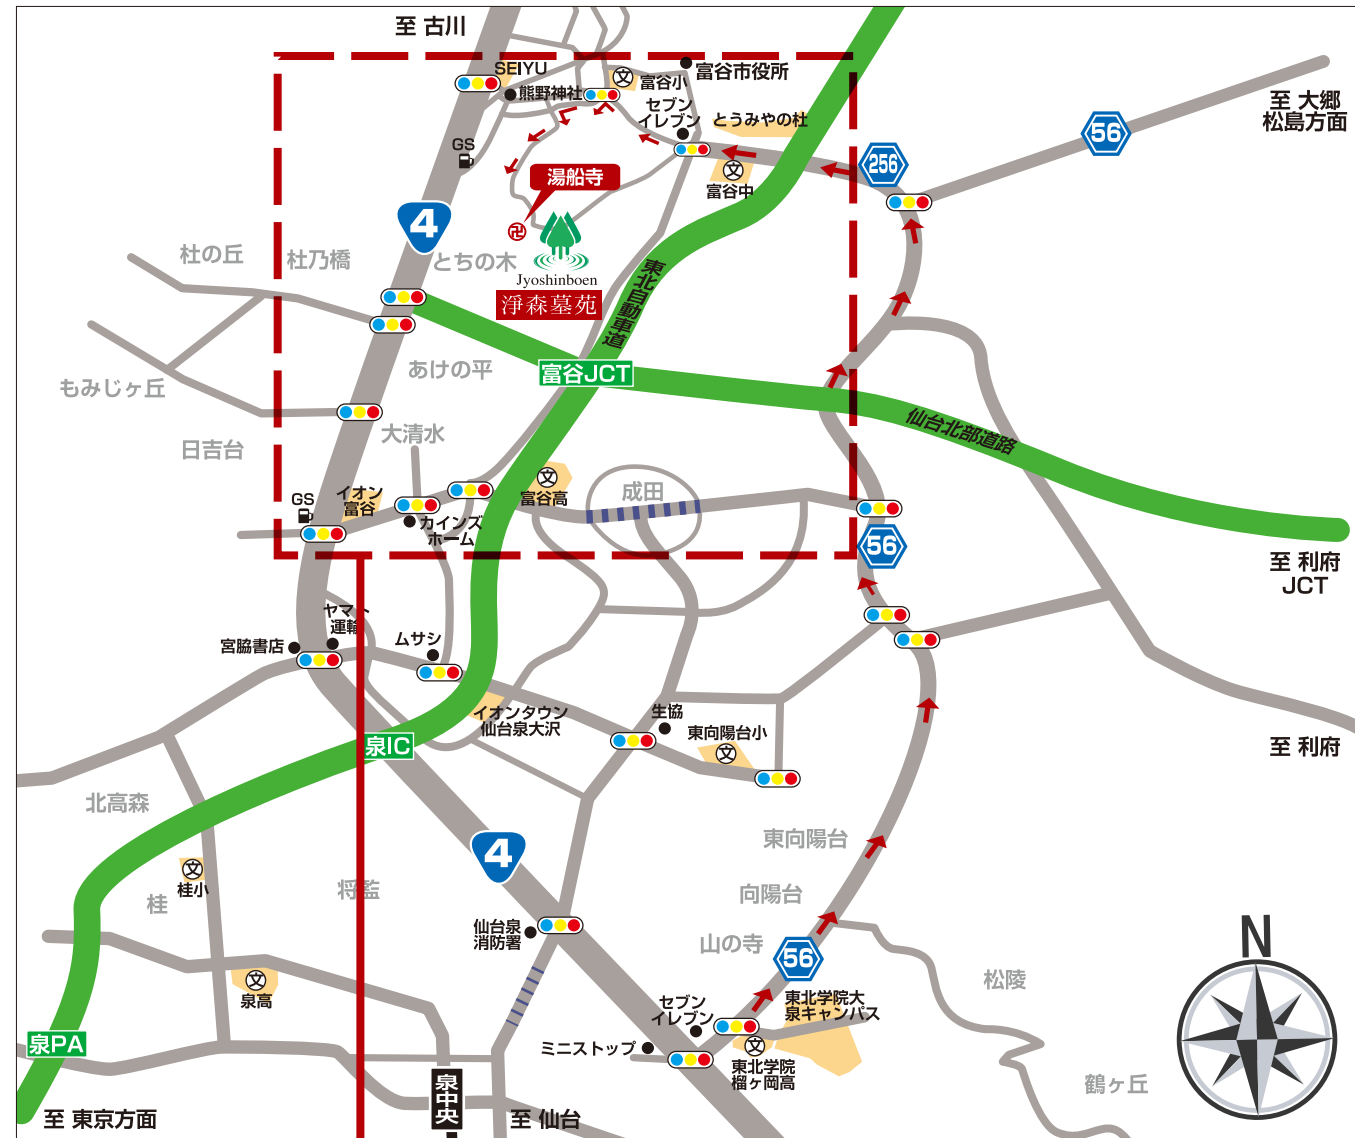 至 古川
SEIYU
熊野神社
文
富谷小
富谷市役所
セブン
イレブン
とうみやの杜
至 大郷
松島方面
56
256
GS
文
富谷中
湯船寺
4
杜の丘
杜乃橋
とちの木
Jyoshinboen
淨森墓苑
東北自動車道
あけの平
富谷JCT
もみじヶ丘
仙台北部道路
日吉台
大清水
GS
イオン
富谷
カインズ
ホーム
文
富谷高
成田
56
至 利府
JCT
ヤマト
運輸
宮脇書店
ムサシ
イオンタウン
仙台泉大沢
生協
東向陽台小
文
至 利府
泉IC
北高森
4
東向陽台
文
桂小
桂
将監
向陽台
仙台泉
消防署
山の寺
56
松陵
文
泉高
セブン
イレブン
東北学院大
泉キャンパス
ミニストップ
文
東北学院
榴ヶ岡高
N
泉PA
鶴ヶ丘
泉中央
至 東京方面
至 仙台